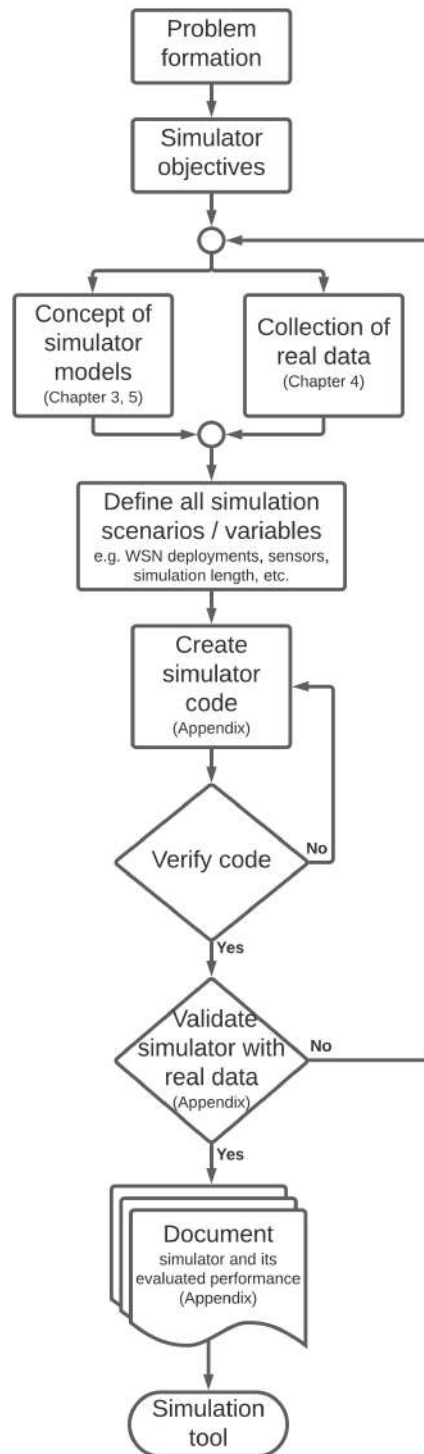 Problem
formation
Simulator
objectives
Concept of
simulator
models
(Chapter 3, 5)
Collection of
real data
(Chapter 4)
Define all simulation
scenarios / variables
e.g. WSN deployments, sensors,
simulation length, etc.
Create
simulator
code
(Appendix)
Verify code
No
Yes
Validate
simulator with
real data
(Appendix)
No
Yes
Document
simulator and its
evaluated performance
(Appendix)
Simulation
tool